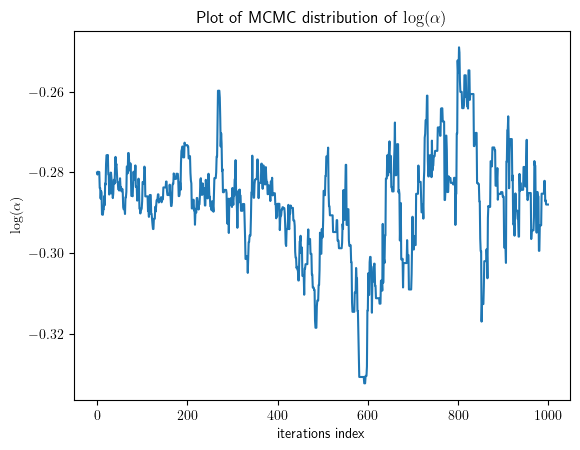 Plot of MCMC distribution of log(α)
−0.26
−0.28
−0.30
−0.32
log(α)
0 200 400 600 800 1000
iterations index